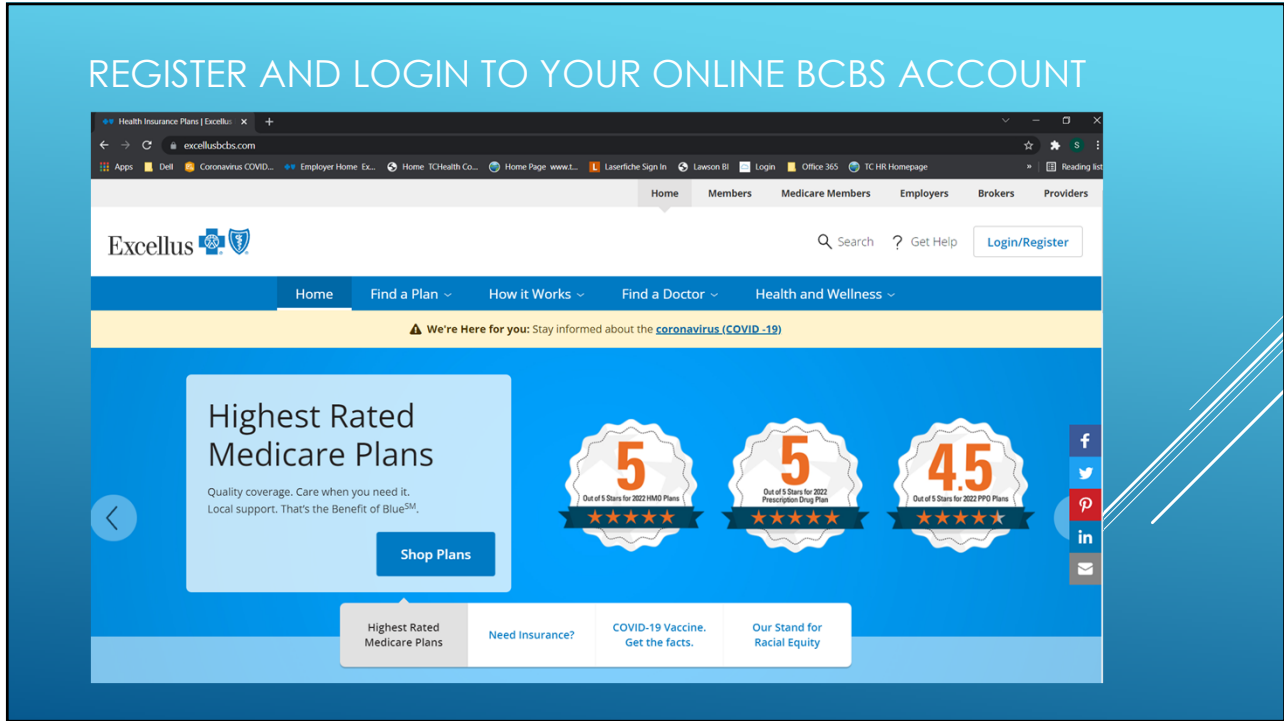 REGISTER AND LOGIN TO YOUR ONLINE BCBS ACCOUNT
Health Insurance Plans | Excellus
excellusbcbs.com
S
Apps Dell Coronavirus COVID... Employer Home Ex... Home TCHealth Co... Home Page www.t... Laserfiche Sign In Lawson BI Login Office 365 TC HR Homepage » Reading list
Home Members Medicare Members Employers Brokers Providers
Excellus
Search ? Get Help Login/Register
Home Find a Plan How it Works Find a Doctor Health and Wellness
We're Here for you: Stay informed about the coronavirus (COVID -19)
Highest Rated
Medicare Plans
Quality coverage. Care when you need it.
Local support. That's the Benefit of Blue℠.
Shop Plans
5
Out of 5 Stars for 2022 HMO Plans
5
Out of 5 Stars for 2022
Prescription Drug Plan
4.5
Out of 5 Stars for 2022 PPO Plans
f
in
Highest Rated
Medicare Plans
Need Insurance?
COVID-19 Vaccine.
Get the facts.
Our Stand for
Racial Equity